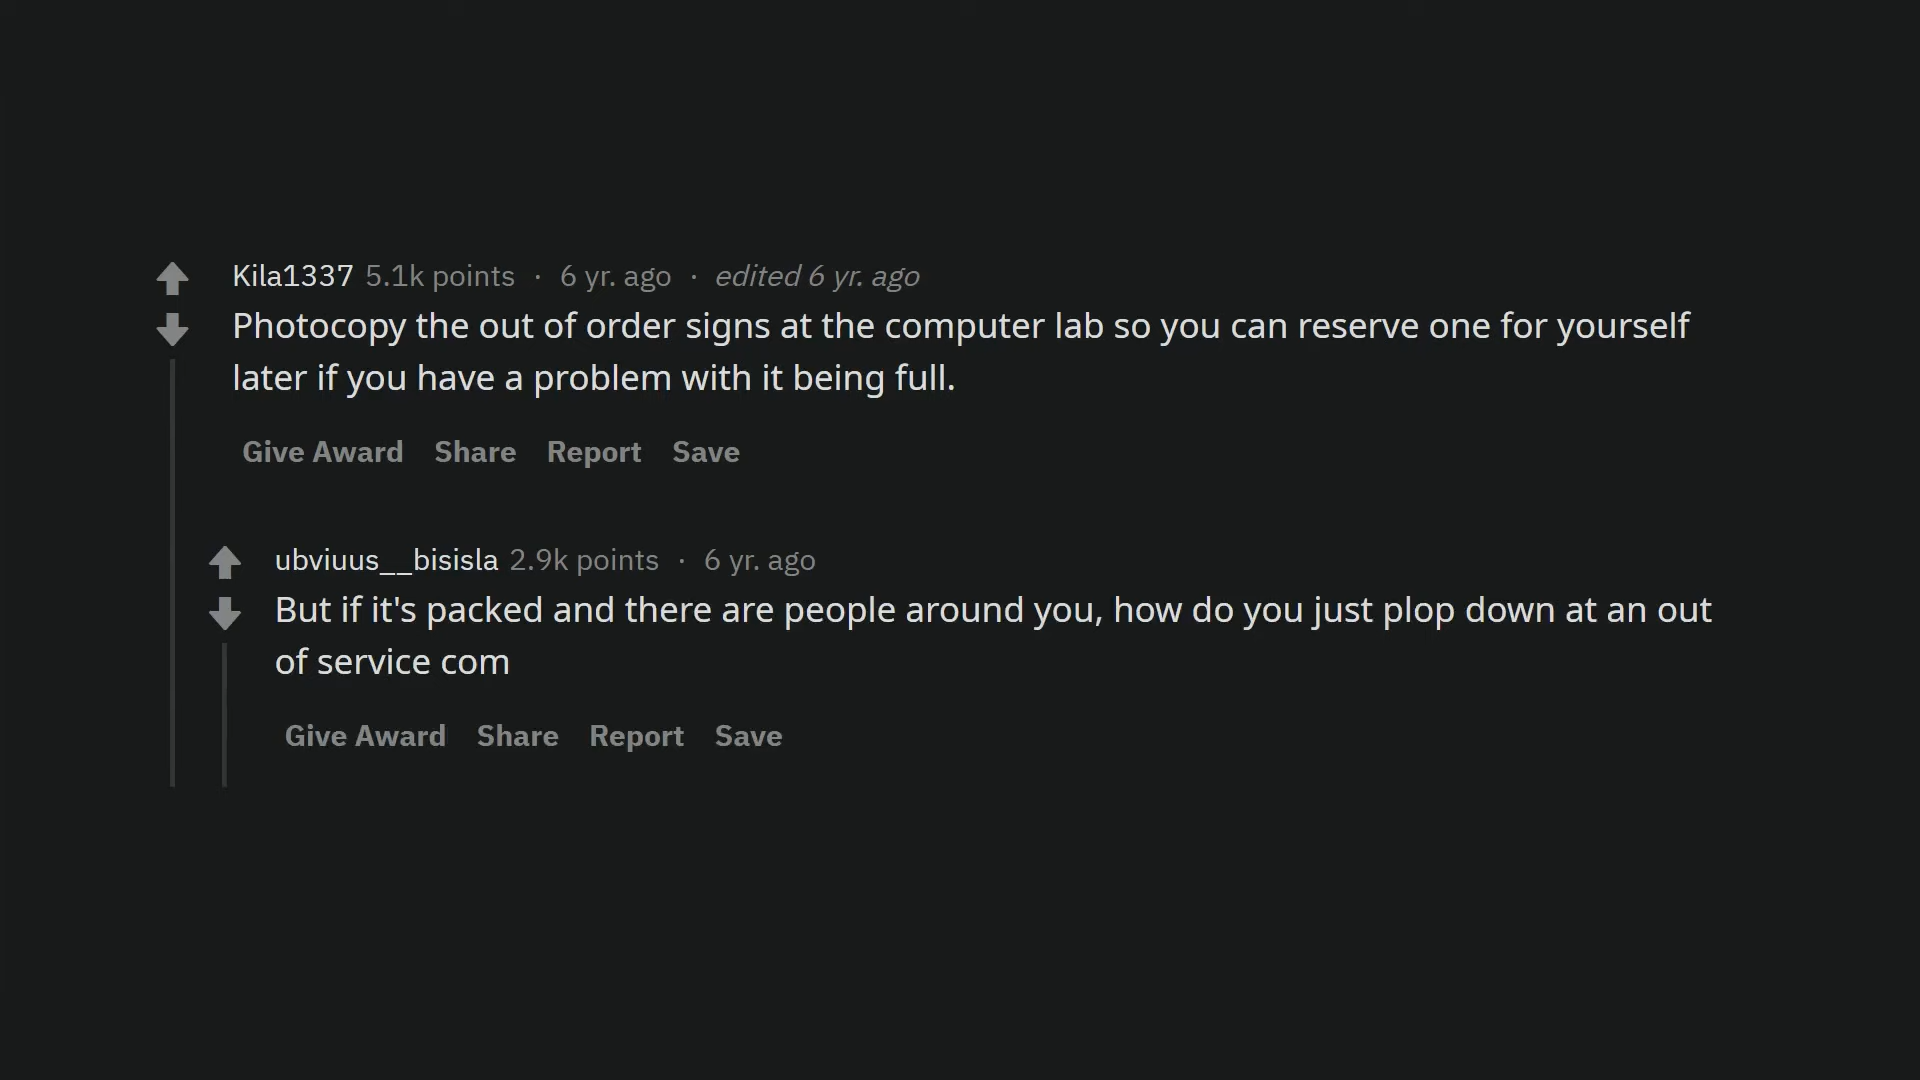 Kila1337 5.1k points · 6 yr. ago · edited 6 yr. ago
Photocopy the out of order signs at the computer lab so you can reserve one for yourself
later if you have a problem with it being full.
Give Award Share Report Save
ubviuus__bisisla 2.9k points · 6 yr. ago
But if it's packed and there are people around you, how do you just plop down at an out
of service com
Give Award Share Report Save